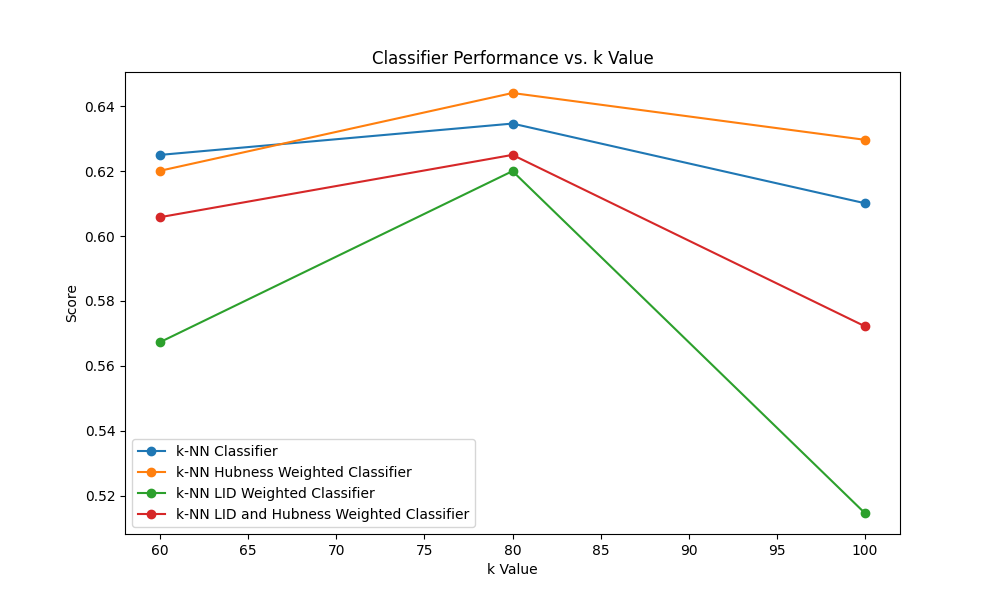 Classifier Performance vs. k Value
Score
0.64
0.62
0.60
0.58
0.56
0.54
0.52
k-NN Classifier
k-NN Hubness Weighted Classifier
k-NN LID Weighted Classifier
k-NN LID and Hubness Weighted Classifier
60 65 70 75 80 85 90 95 100
k Value